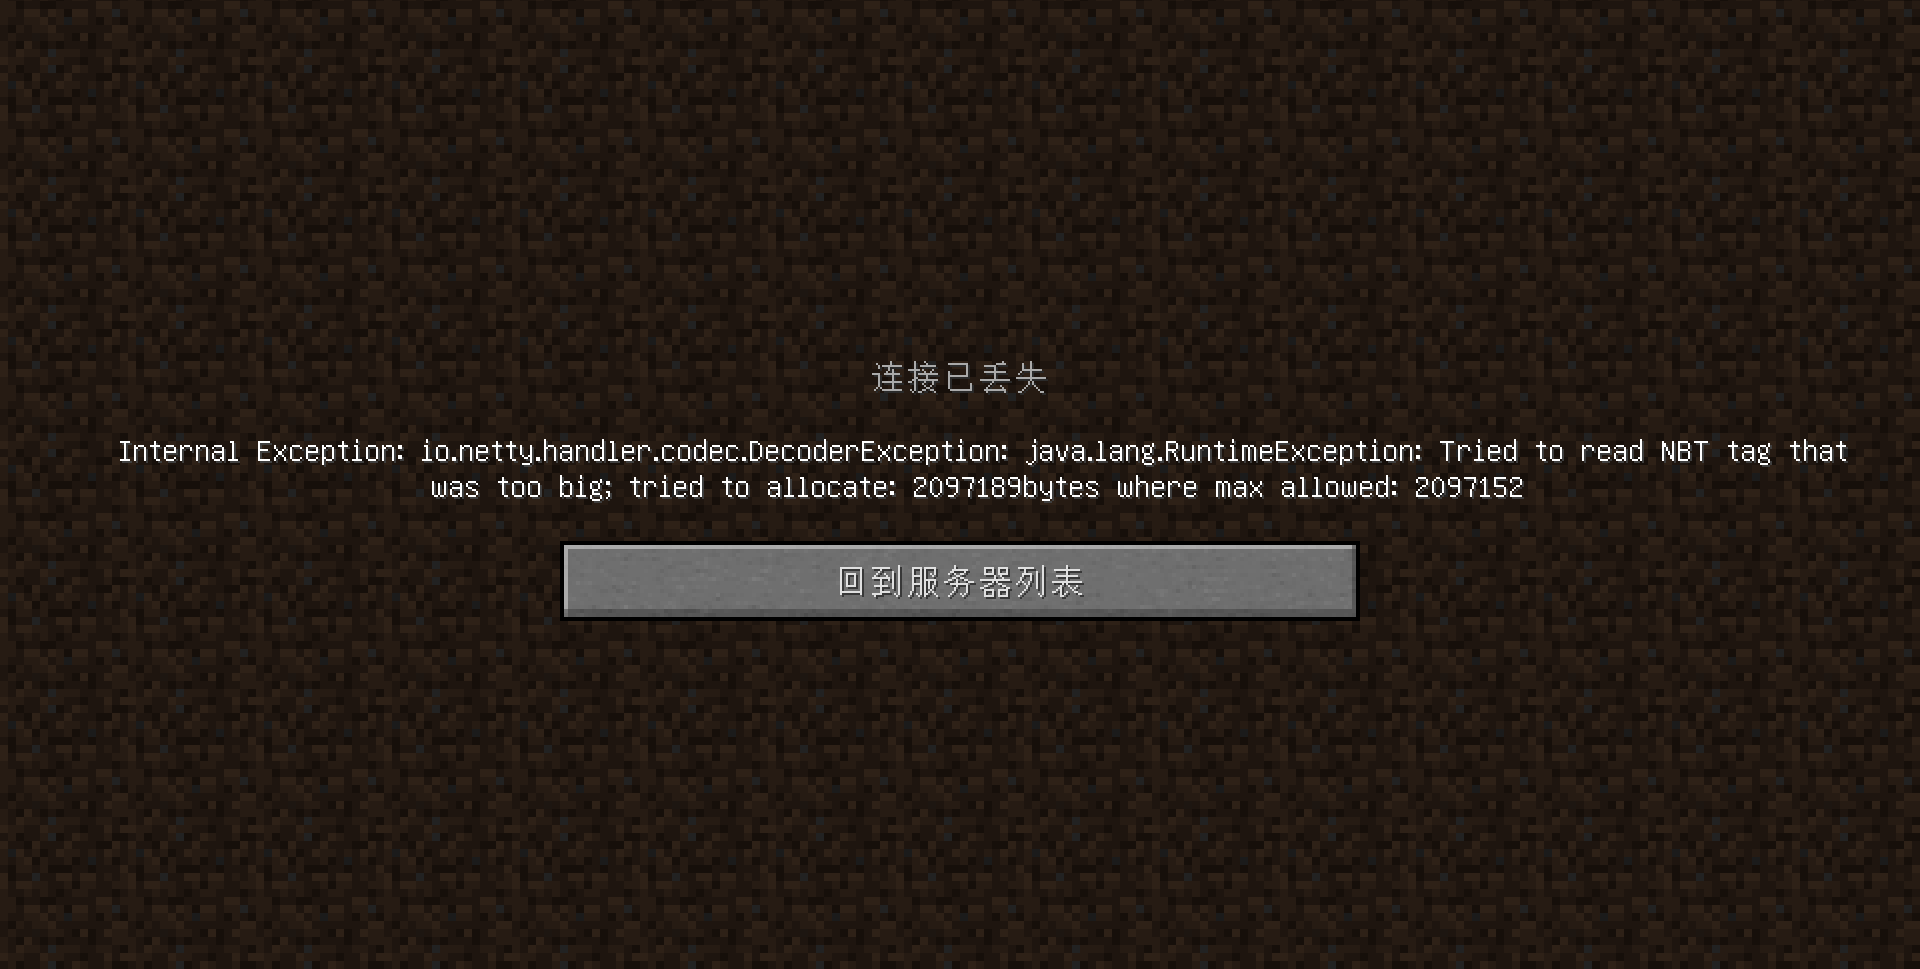 连接已丢失
Internal Exception: io.netty.handler.codec.DecoderException: java.lang.RuntimeException: Tried to read NBT tag that
was too big; tried to allocate: 2097189bytes where max allowed: 2097152
回到服务器列表